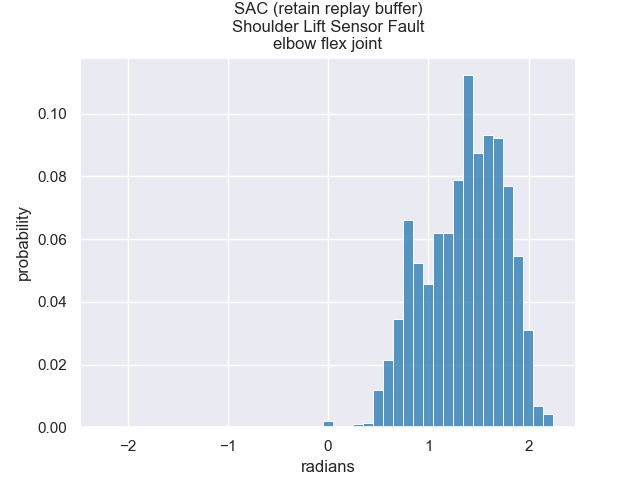 SAC (retain replay buffer)
Shoulder Lift Sensor Fault
elbow flex joint
probability
0.10
0.08
0.06
0.04
0.02
0.00
−2
−1
0
1
2
radians